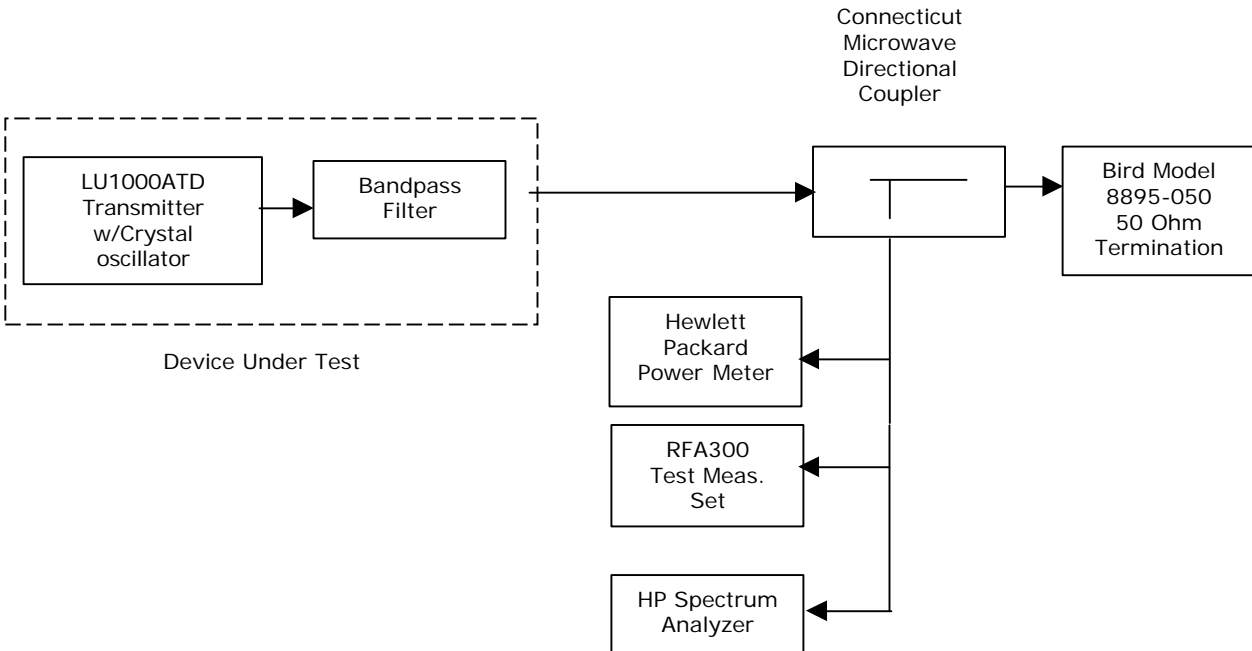 Connecticut
Microwave
Directional
Coupler
LU1000ATD
Transmitter
w/Crystal
oscillator
Bandpass
Filter
Bird Model
8895-050
50 Ohm
Termination
Device Under Test
Hewlett
Packard
Power Meter
RFA300
Test Meas.
Set
HP Spectrum
Analyzer